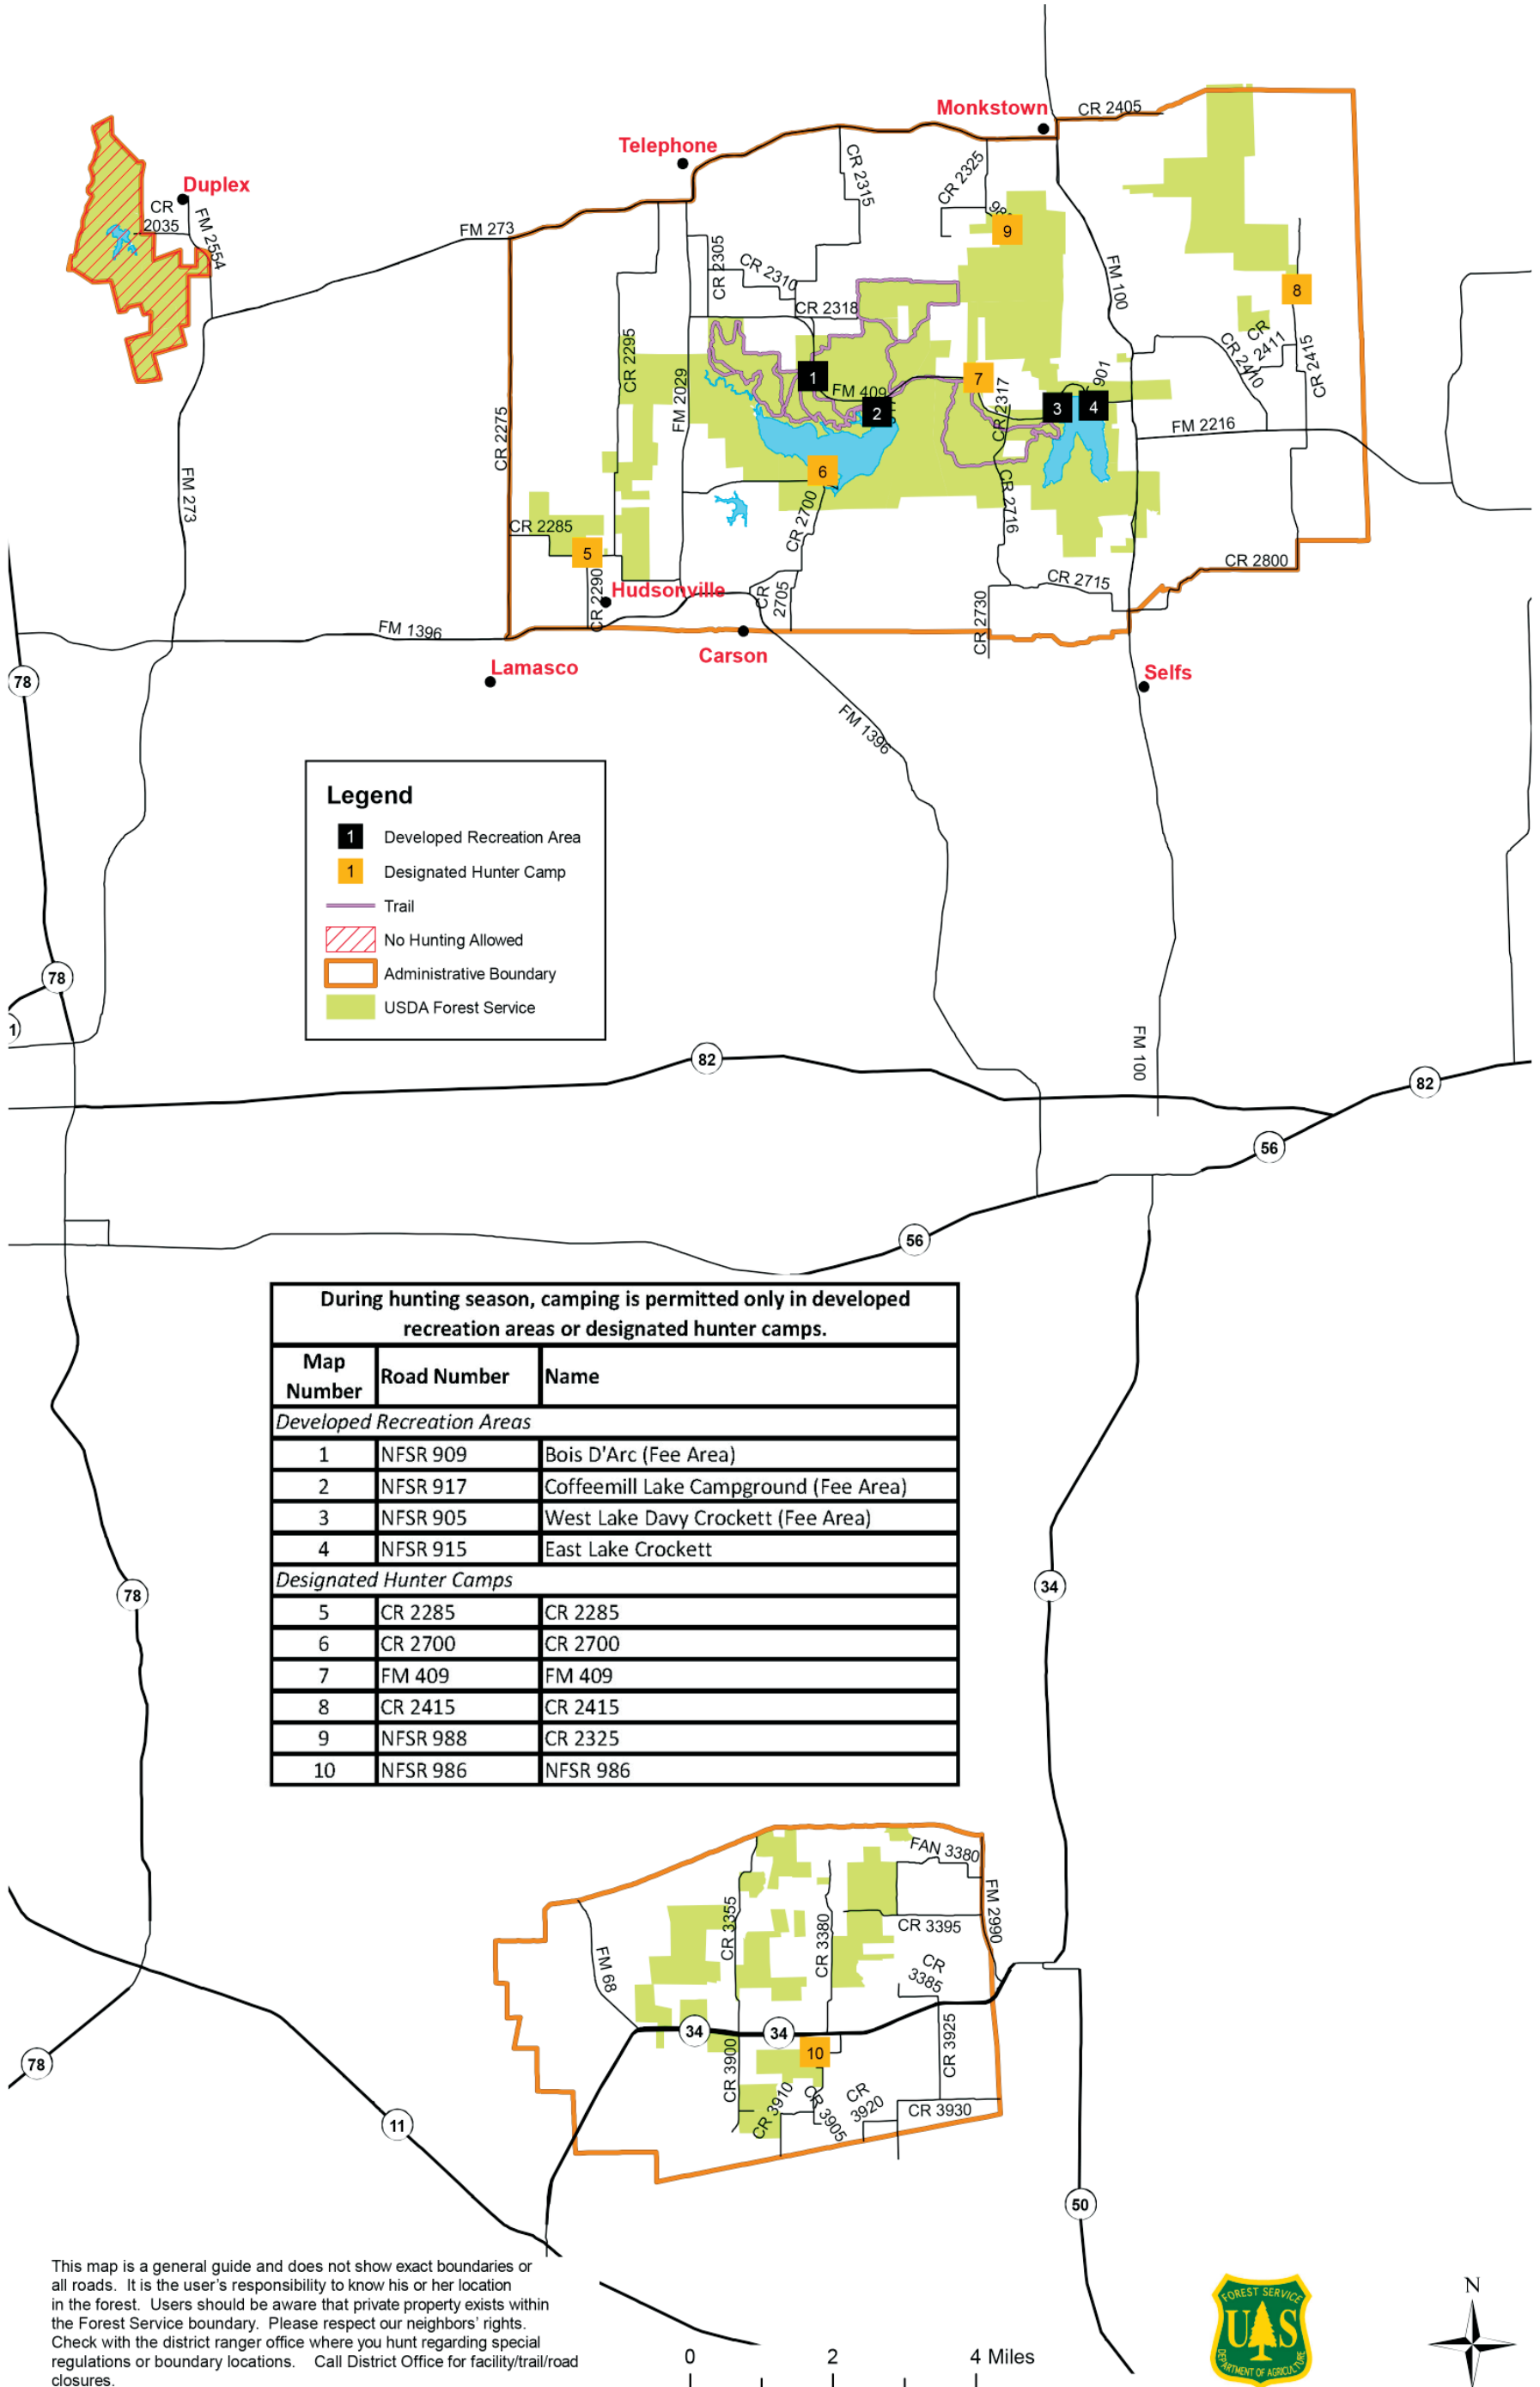 Monkstown
CR 2405
Telephone
Duplex
CR
2035
FM 2554
FM 273
CR 2315
CR 2325
9
CR 2305
CR 2310
CR 2318
FM 100
8
CR
2411
CR 2410
CR 2415
CR 2295
FM 2029
1
FM 409
2
7
CR 2317
3
4
901
FM 2216
CR 2275
FM 273
6
CR 2700
CR 2716
CR 2285
5
CR 2290
Hudsonville
CR
2705
CR 2715
CR 2730
CR 2800
FM 1396
Lamasco
Carson
Selfs
78
FM 1396
Legend
1 Developed Recreation Area
1 Designated Hunter Camp
Trail
No Hunting Allowed
Administrative Boundary
USDA Forest Service
78
1
FM 100
82
82
56
56
During hunting season, camping is permitted only in developed
recreation areas or designated hunter camps.
Map
Number
Road Number
Name
Developed Recreation Areas
1 NFSR 909 Bois D'Arc (Fee Area)
2 NFSR 917 Coffeemill Lake Campground (Fee Area)
3 NFSR 905 West Lake Davy Crockett (Fee Area)
4 NFSR 915 East Lake Crockett
Designated Hunter Camps
5 CR 2285 CR 2285
6 CR 2700 CR 2700
7 FM 409 FM 409
8 CR 2415 CR 2415
9 NFSR 988 CR 2325
10 NFSR 986 NFSR 986
78
34
FAN 3380
FM 2990
CR 3355
CR 3380
CR 3395
FM 68
CR
3385
34
34
10
CR 3900
CR 3925
CR 3910
CR 3905
CR
3920
CR 3930
78
11
50
This map is a general guide and does not show exact boundaries or
all roads. It is the user's responsibility to know his or her location
in the forest. Users should be aware that private property exists within
the Forest Service boundary. Please respect our neighbors' rights.
Check with the district ranger office where you hunt regarding special
regulations or boundary locations. Call District Office for facility/trail/road
closures.
0 2 4 Miles
FOREST SERVICE
U S
DEPARTMENT OF AGRICULTURE
N